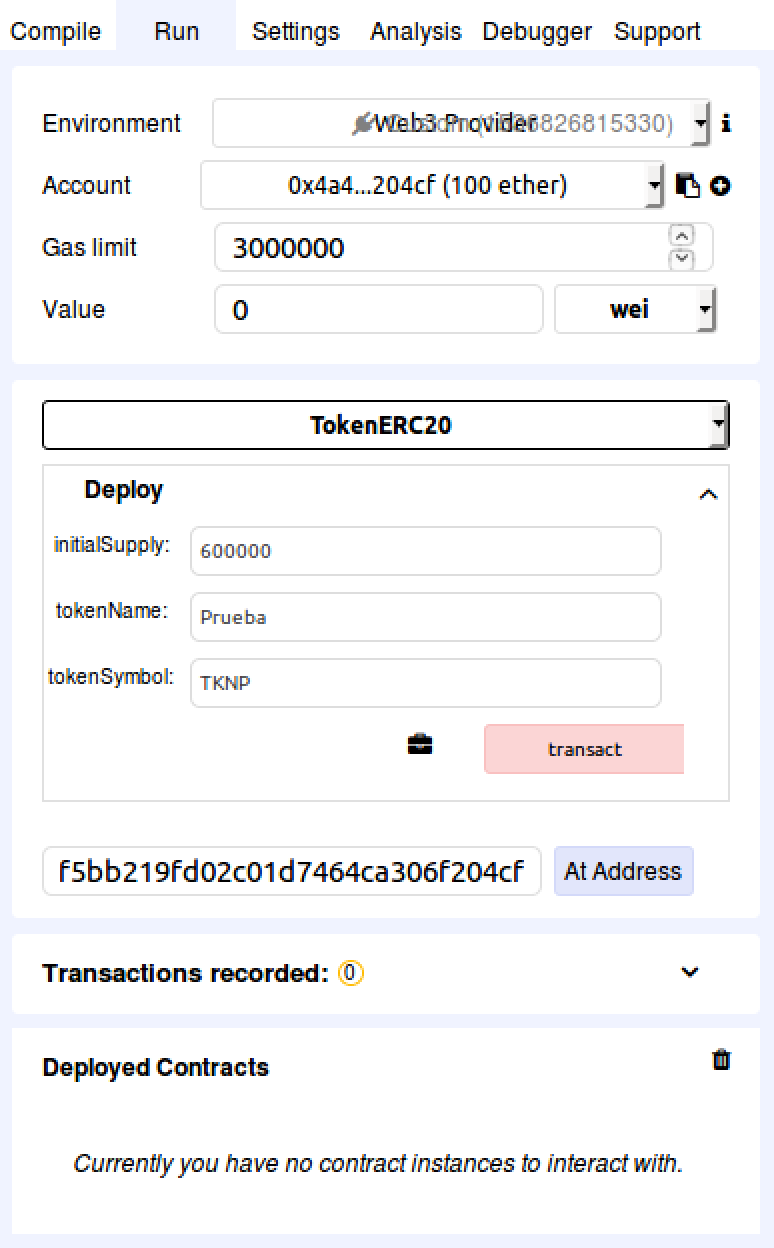 Compile Run Settings Analysis Debugger Support
Environment Web3 Provider 826815330)
Account 0x4a4...204cf (100 ether)
Gas limit 3000000
Value 0 wei
TokenERC20
Deploy
initialSupply: 600000
tokenName: Prueba
tokenSymbol: TKNP
transact
f5bb219fd02c01d7464ca306f204cf At Address
Transactions recorded: 0
Deployed Contracts
Currently you have no contract instances to interact with.